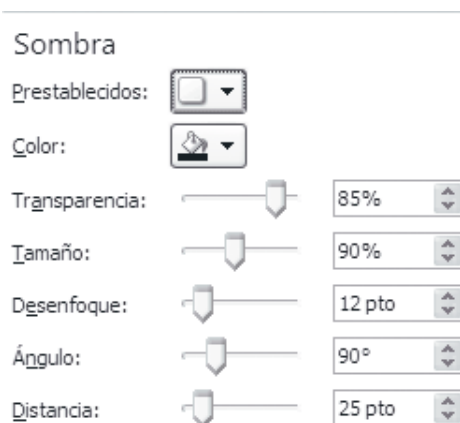 Sombra
Prestablecidos:
Color:
Transparencia: 85%
Tamaño: 90%
Desenfoque: 12 pto
Ángulo: 90°
Distancia: 25 pto